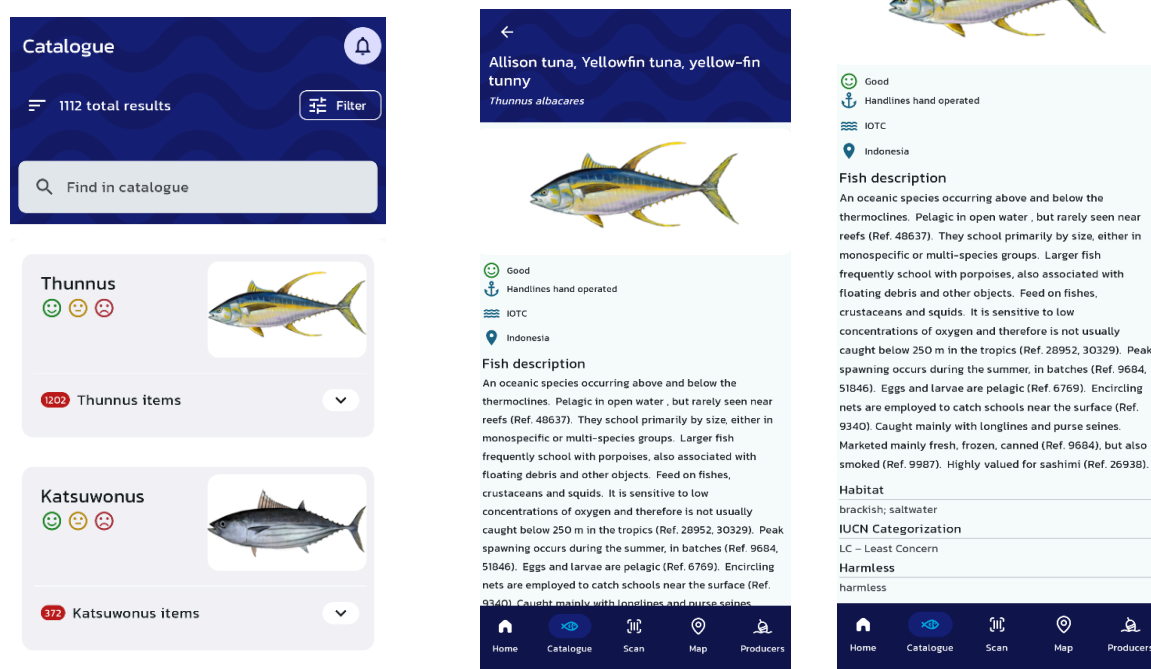 Catalogue
1112 total results
Filter
Find in catalogue
Thunnus
1202 Thunnus items
Katsuwonus
372 Katsuwonus items
Allison tuna, Yellowfin tuna, yellow-fin
tunny
Thunnus albacares
Good
Handlines hand operated
IOTC
Indonesia
Fish description
An oceanic species occurring above and below the
thermoclines. Pelagic in open water , but rarely seen near
reefs (Ref. 48637). They school primarily by size, either in
monospecific or multi-species groups. Larger fish
frequently school with porpoises, also associated with
floating debris and other objects. Feed on fishes,
crustaceans and squids. It is sensitive to low
concentrations of oxygen and therefore is not usually
caught below 250 m in the tropics (Ref. 28952, 30329). Peak
spawning occurs during the summer, in batches (Ref. 9684,
51846). Eggs and larvae are pelagic (Ref. 6769). Encircling
nets are employed to catch schools near the surface (Ref.
9340). Caught mainly with longlines and purse seines.
Home Catalogue Scan Map Producers
Good
Handlines hand operated
IOTC
Indonesia
Fish description
An oceanic species occurring above and below the
thermoclines. Pelagic in open water , but rarely seen near
reefs (Ref. 48637). They school primarily by size, either in
monospecific or multi-species groups. Larger fish
frequently school with porpoises, also associated with
floating debris and other objects. Feed on fishes,
crustaceans and squids. It is sensitive to low
concentrations of oxygen and therefore is not usually
caught below 250 m in the tropics (Ref. 28952, 30329). Peak
spawning occurs during the summer, in batches (Ref. 9684,
51846). Eggs and larvae are pelagic (Ref. 6769). Encircling
nets are employed to catch schools near the surface (Ref.
9340). Caught mainly with longlines and purse seines.
Marketed mainly fresh, frozen, canned (Ref. 9684), but also
smoked (Ref. 9987). Highly valued for sashimi (Ref. 26938).
Habitat
brackish; saltwater
IUCN Categorization
LC – Least Concern
Harmless
harmless
Home Catalogue Scan Map Producers